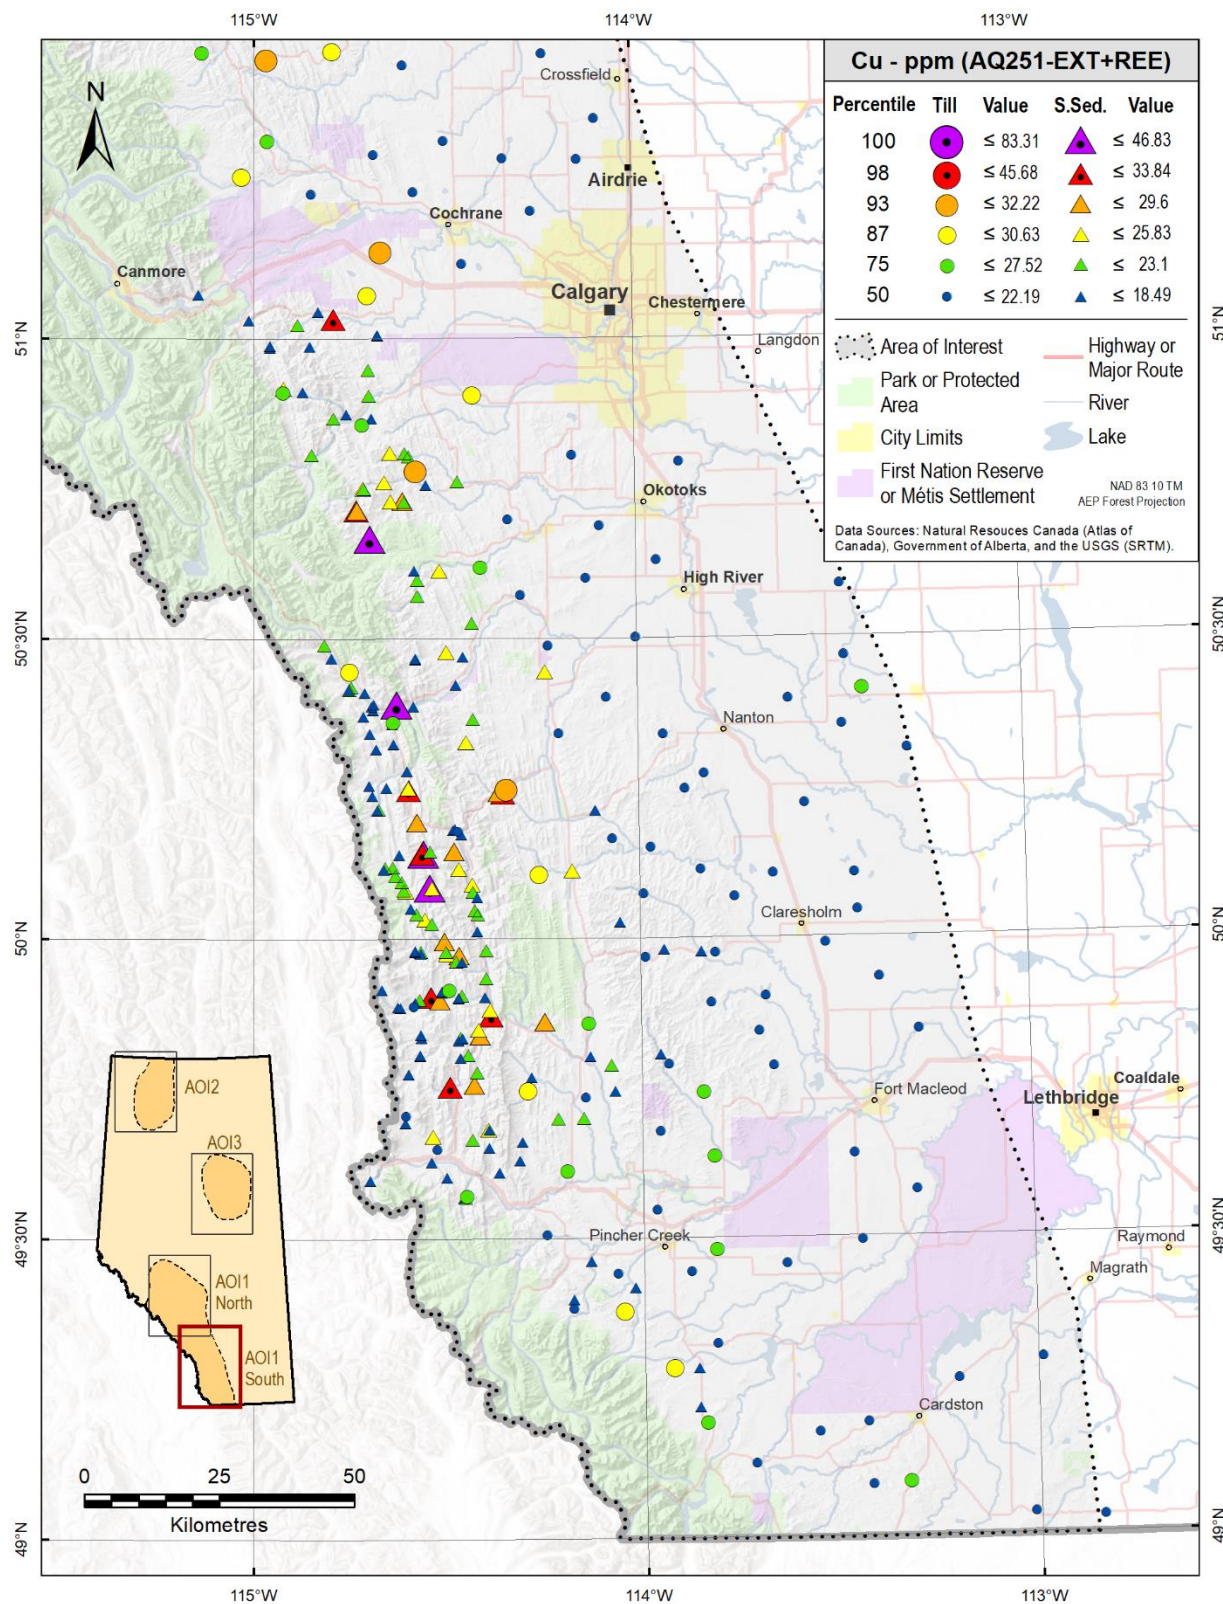 115°W 114°W 113°W
Cu - ppm (AQ251-EXT+REE)
Percentile Till Value S.Sed. Value
100 ≤ 83.31 ≤ 46.83
98 ≤ 45.68 ≤ 33.84
93 ≤ 32.22 ≤ 29.6
87 ≤ 30.63 ≤ 25.83
75 ≤ 27.52 ≤ 23.1
50 ≤ 22.19 ≤ 18.49
Area of Interest
Park or Protected
Area
City Limits
First Nation Reserve
or Métis Settlement
Highway or
Major Route
River
Lake
NAD 83 10 TM
AEP Forest Projection
Data Sources: Natural Resouces Canada (Atlas of
Canada), Government of Alberta, and the USGS (SRTM).
N
Crossfield
Airdrie
Cochrane
Canmore
Calgary
Chestermere
Langdon
51°N
51°N
Okotoks
High River
50°30'N
50°30'N
Nanton
Claresholm
50°N
50°N
Fort Macleod
Coaldale
Lethbridge
AOI2
AOI3
AOI1
North
AOI1
South
49°30'N
49°30'N
Pincher Creek
Raymond
Magrath
Cardston
0 25 50
Kilometres
49°N
49°N
115°W 114°W 113°W